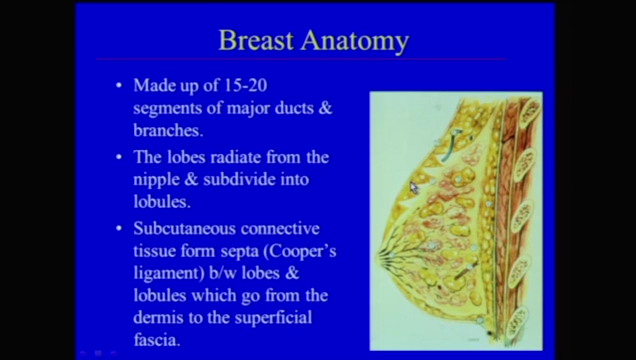 Breast Anatomy
• Made up of 15-20
segments of major ducts &
branches.
• The lobes radiate from the
nipple & subdivide into
lobules.
• Subcutaneous connective
tissue form septa (Cooper's
ligament) b/w lobes &
lobules which go from the
dermis to the superficial
fascia.